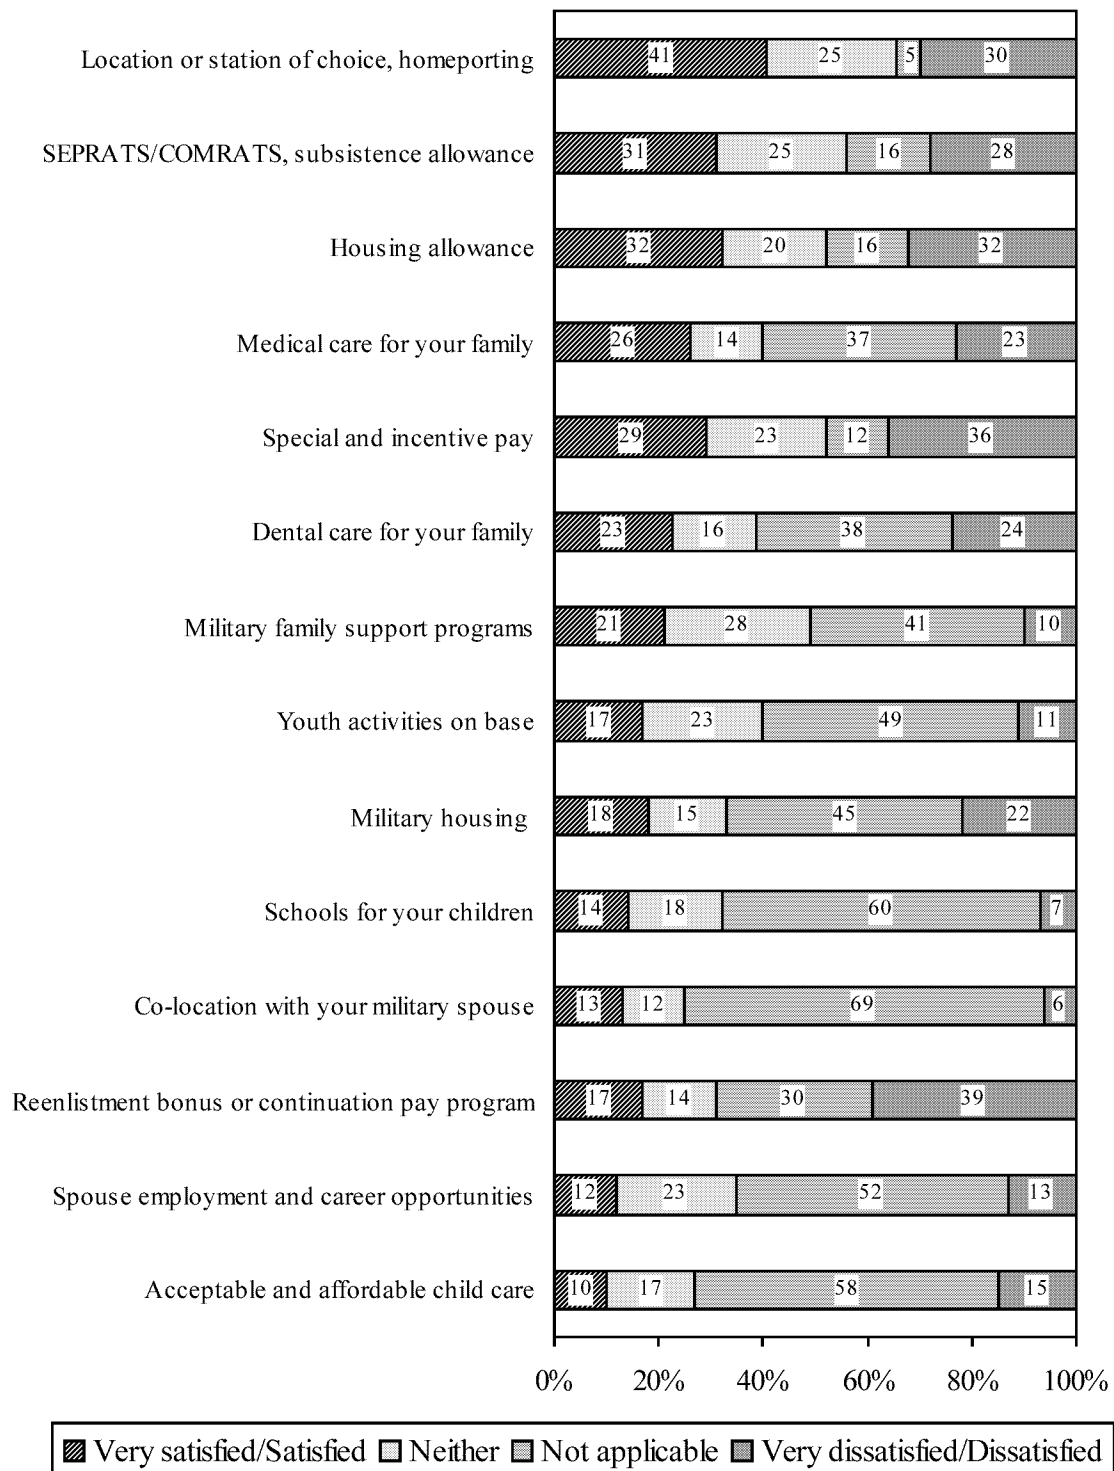 Location or station of choice, homeporting 41 25 5 30
SEPRATS/COMRATS, subsistence allowance 31 25 16 28
Housing allowance 32 20 16 32
Medical care for your family 26 14 37 23
Special and incentive pay 29 23 12 36
Dental care for your family 23 16 38 24
Military family support programs 21 28 41 10
Youth activities on base 17 23 49 11
Military housing 18 15 45 22
Schools for your children 14 18 60 7
Co-location with your military spouse 13 12 69 6
Reenlistment bonus or continuation pay program 17 14 30 39
Spouse employment and career opportunities 12 23 52 13
Acceptable and affordable child care 10 17 58 15
0% 20% 40% 60% 80% 100%
Very satisfied/Satisfied Neither Not applicable Very dissatisfied/Dissatisfied